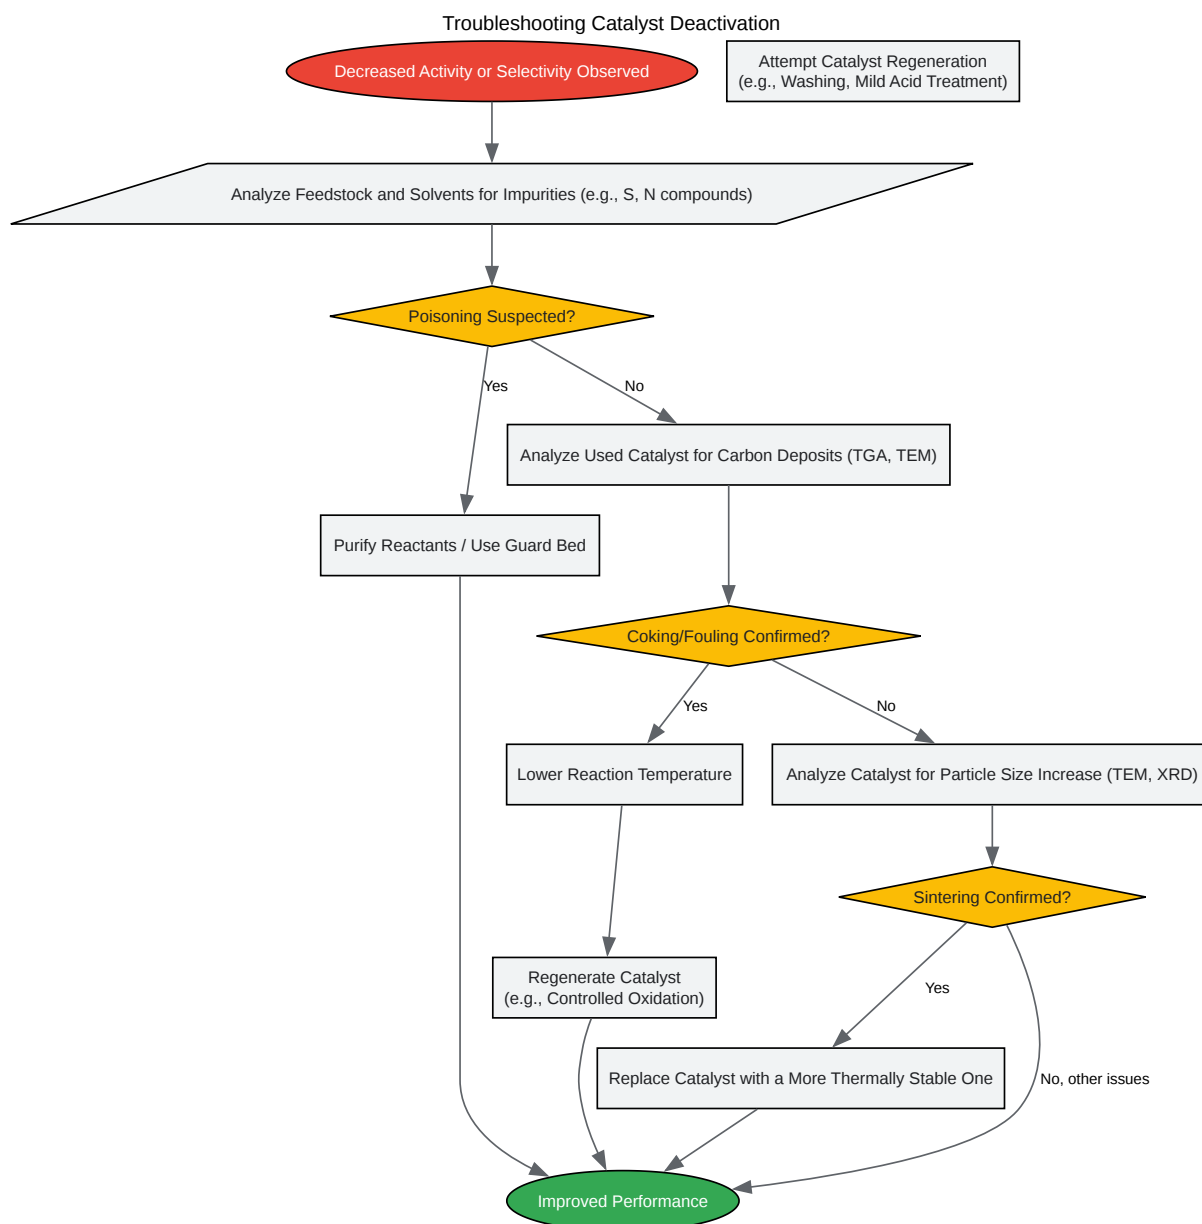 Troubleshooting Catalyst Deactivation
Decreased Activity or Selectivity Observed
Attempt Catalyst Regeneration
(e.g., Washing, Mild Acid Treatment)
Analyze Feedstock and Solvents for Impurities (e.g., S, N compounds)
Poisoning Suspected?
Yes
No
Analyze Used Catalyst for Carbon Deposits (TGA, TEM)
Purify Reactants / Use Guard Bed
Coking/Fouling Confirmed?
Yes
No
Lower Reaction Temperature
Analyze Catalyst for Particle Size Increase (TEM, XRD)
Sintering Confirmed?
Regenerate Catalyst
(e.g., Controlled Oxidation)
Yes
Replace Catalyst with a More Thermally Stable One
No, other issues
Improved Performance